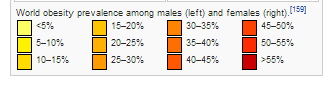 World obesity prevalence among males (left) and females (right).[159]
<5% 15–20% 30–35% 45–50%
5–10% 20–25% 35–40% 50–55%
10–15% 25–30% 40–45% >55%